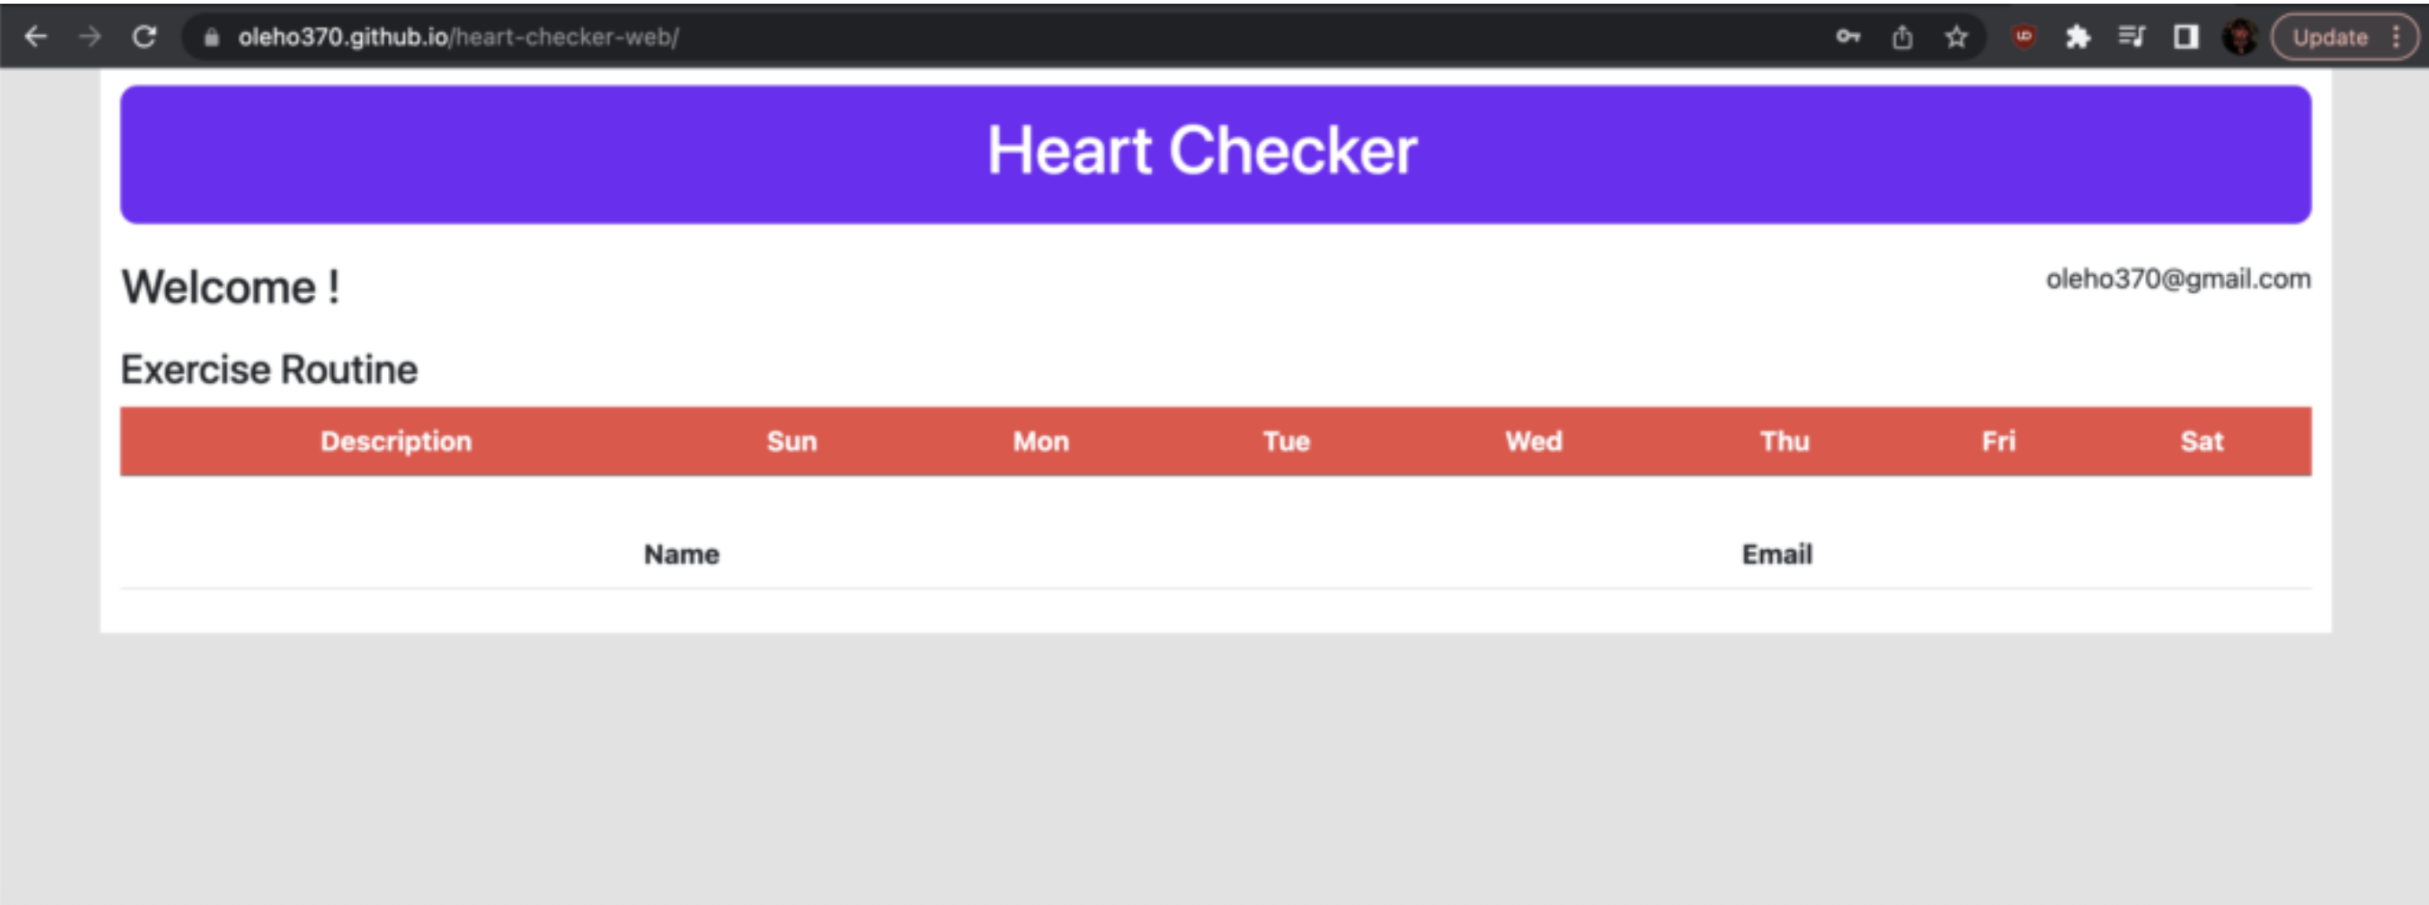 oleho370.github.io/heart-checker-web/ Update
Heart Checker
Welcome ! oleho370@gmail.com
Exercise Routine
Description Sun Mon Tue Wed Thu Fri Sat
Name Email